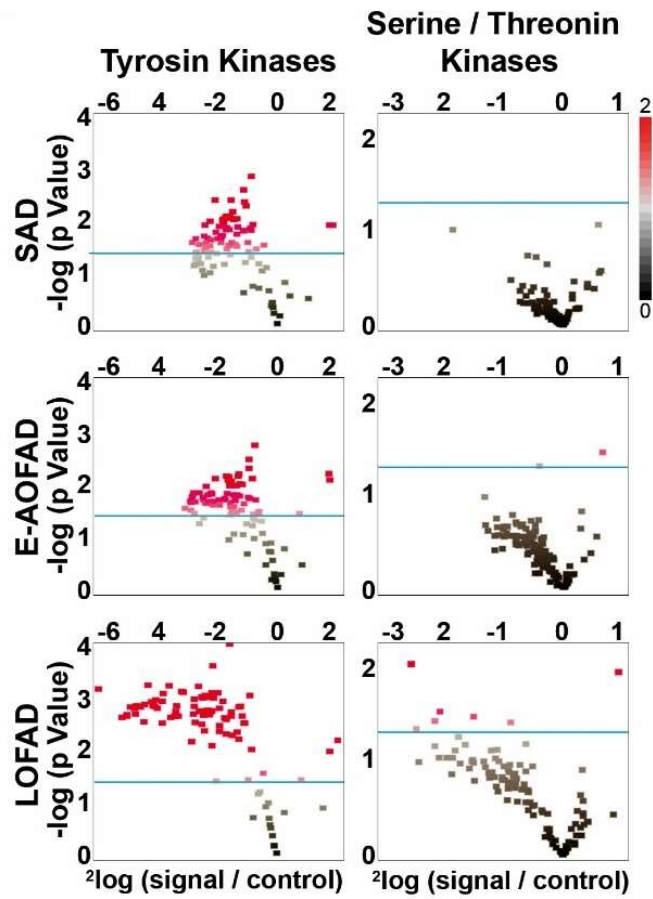 Serine / Threonin
Tyrosin Kinases Kinases
-6 4 -2 0 2 -3 2 -1 0 1
SAD
-log (p Value)
4
3
2
1
0
2
1
0
2
0
-6 4 -2 0 2 -3 -2 -1 0 1
E-AOFAD
-log (p Value)
4
3
2
1
0
2
1
0
-6 -4 -2 0 2 -3 -2 -1 0 1
LOFAD
-log (p Value)
4
3
2
1
0
2
1
0
²log (signal / control) ²log (signal / control)